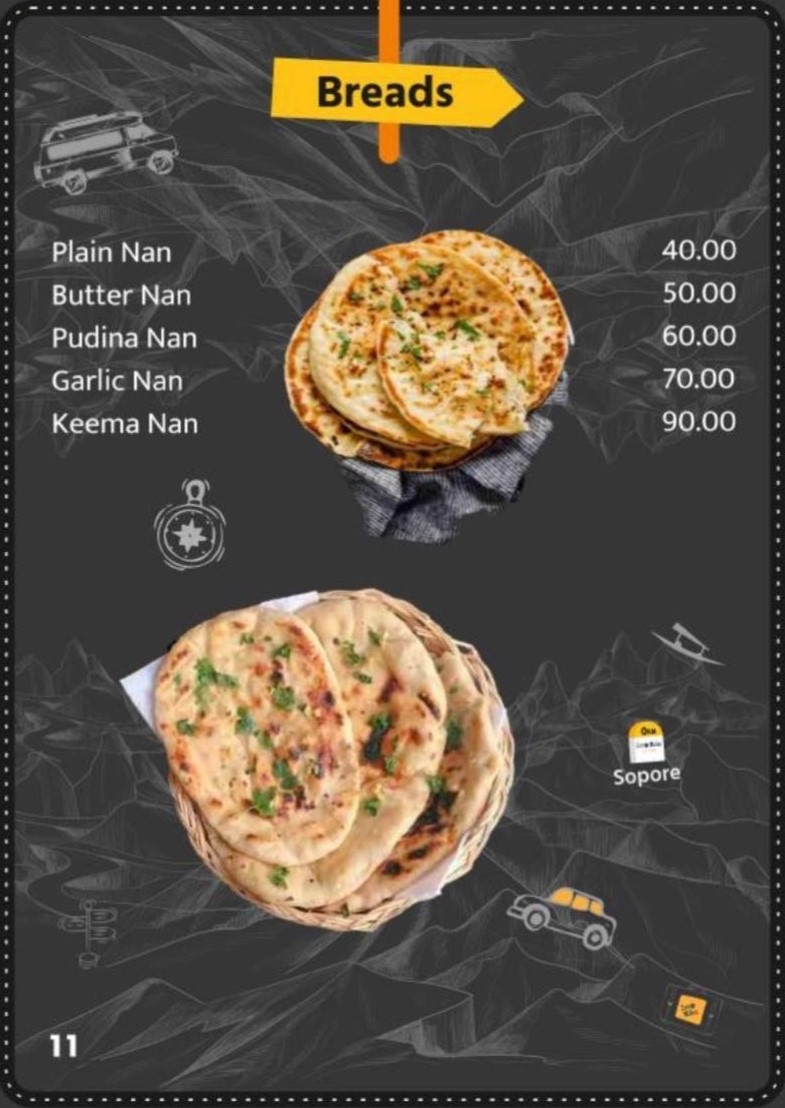 Breads
Plain Nan 40.00
Butter Nan 50.00
Pudina Nan 60.00
Garlic Nan 70.00
Keema Nan 90.00
0KM
Sopore
11